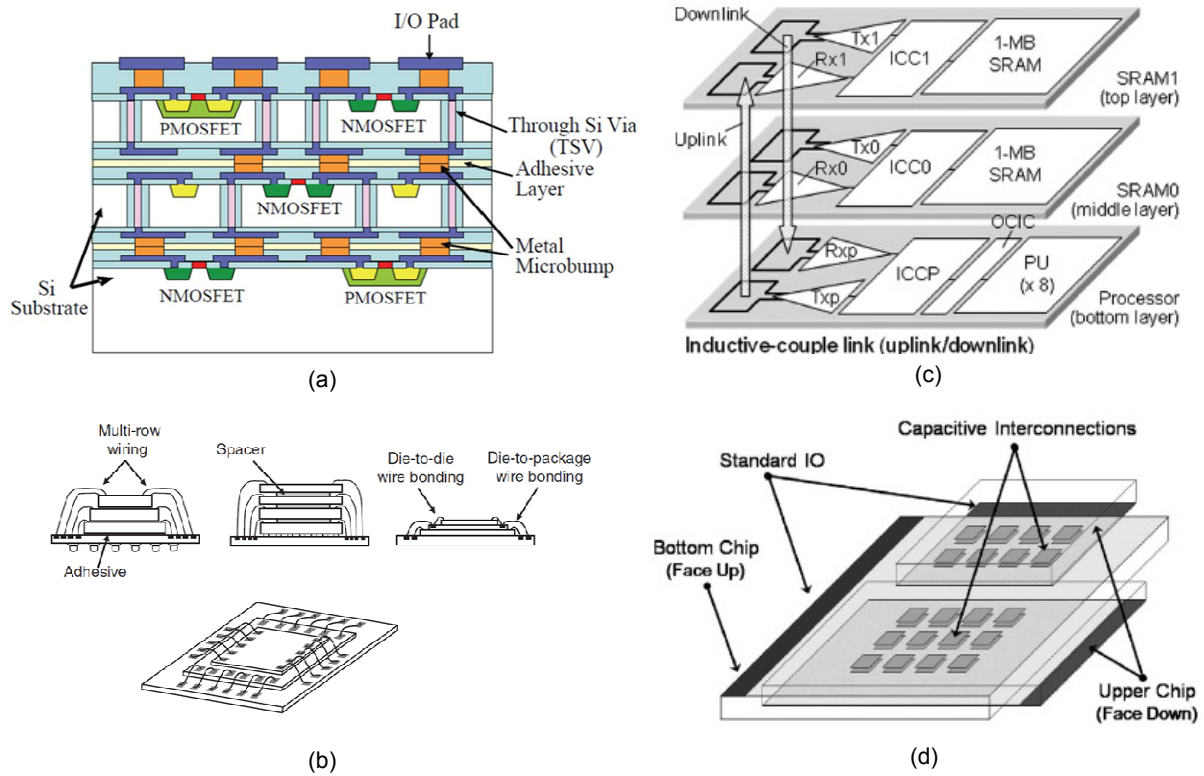 I/O Pad
PMOSFET
NMOSFET
Through Si Via
(TSV)
Adhesive
Layer
NMOSFET
Metal
Microbump
Si
Substrate
NMOSFET
PMOSFET
(a)
Downlink
Tx1
Rx1
ICC1
1-MB
SRAM
SRAM1
(top layer)
Uplink
Tx0
Rx0
ICC0
1-MB
SRAM
SRAM0
(middle layer)
OCIC
Rxp
Txp
ICCP
PU
(x 8)
Processor
(bottom layer)
Inductive-couple link (uplink/downlink)
(c)
Multi-row
wiring
Spacer
Die-to-die
wire bonding
Die-to-package
wire bonding
Adhesive
(b)
Capacitive Interconnections
Standard IO
Bottom Chip
(Face Up)
Upper Chip
(Face Down)
(d)